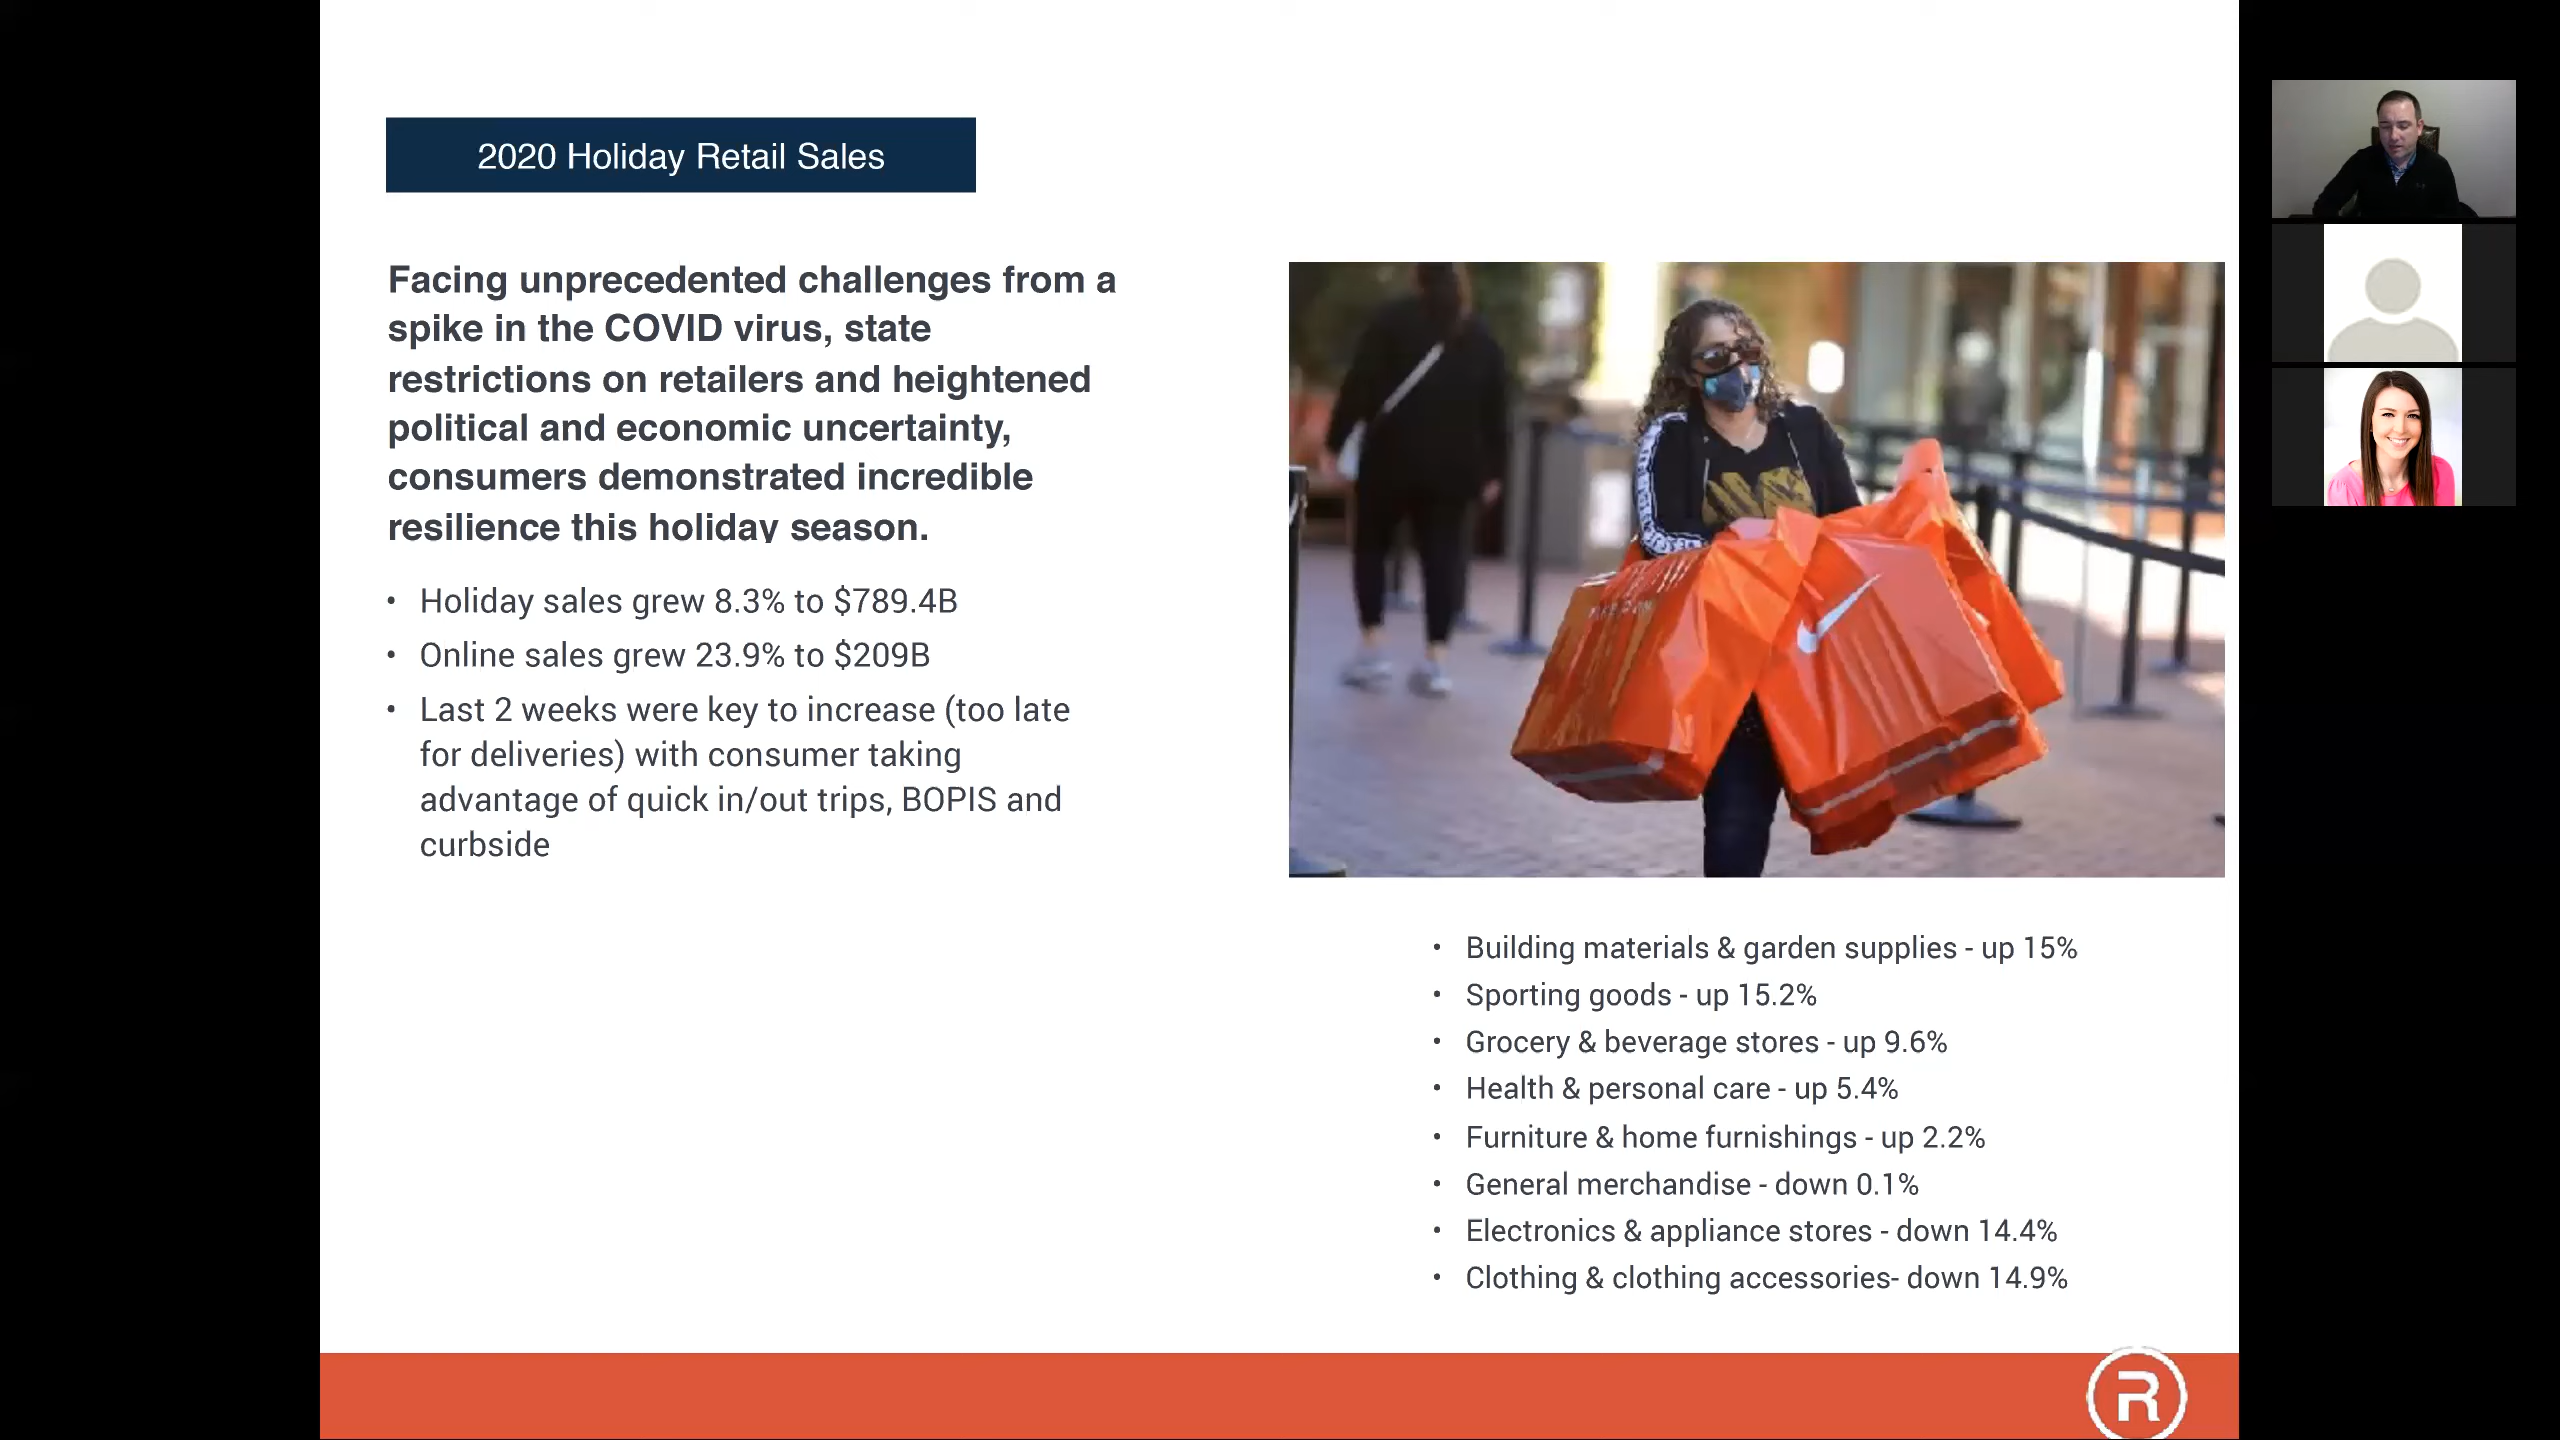 2020 Holiday Retail Sales
Facing unprecedented challenges from a
spike in the COVID virus, state
restrictions on retailers and heightened
political and economic uncertainty,
consumers demonstrated incredible
resilience this holiday season.
• Holiday sales grew 8.3% to $789.4B
• Online sales grew 23.9% to $209B
• Last 2 weeks were key to increase (too late
for deliveries) with consumer taking
advantage of quick in/out trips, BOPIS and
curbside
• Building materials & garden supplies - up 15%
• Sporting goods - up 15.2%
• Grocery & beverage stores - up 9.6%
• Health & personal care - up 5.4%
• Furniture & home furnishings - up 2.2%
• General merchandise - down 0.1%
• Electronics & appliance stores - down 14.4%
• Clothing & clothing accessories- down 14.9%
R